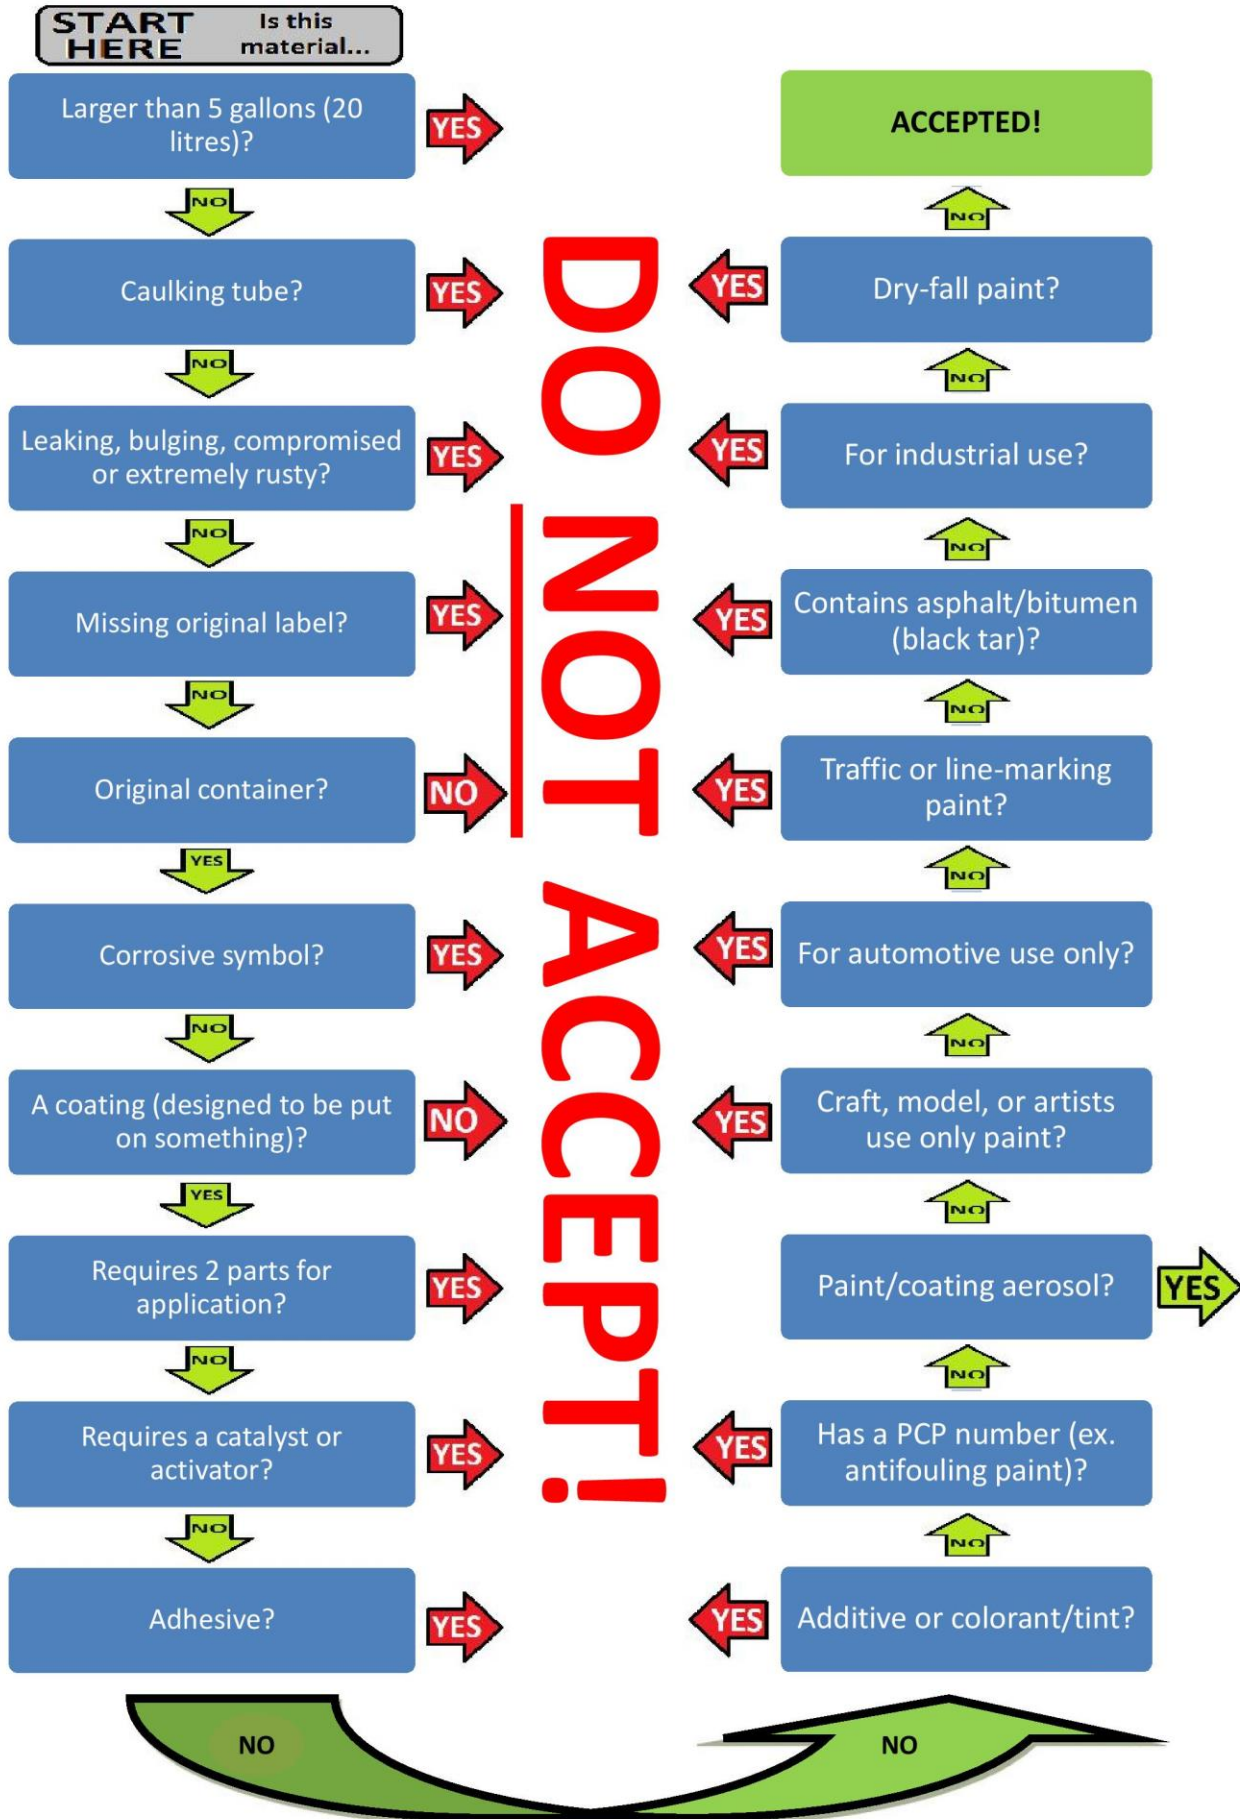 START HERE
Is this material...
Larger than 5 gallons (20
litres)?
YES
NO
Caulking tube?
YES
NO
Leaking, bulging, compromised
or extremely rusty?
YES
NO
Missing original label?
YES
NO
Original container?
NO
YES
Corrosive symbol?
YES
NO
A coating (designed to be put
on something)?
NO
YES
Requires 2 parts for
application?
YES
NO
Requires a catalyst or
activator?
YES
NO
Adhesive?
YES
NO
NO
DO NOT ACCEPT!
Additive or colorant/tint?
YES
NO
Has a PCP number (ex.
antifouling paint)?
YES
NO
Paint/coating aerosol?
YES
NO
Craft, model, or artists
use only paint?
YES
NO
For automotive use only?
YES
NO
Traffic or line-marking
paint?
YES
NO
Contains asphalt/bitumen
(black tar)?
YES
NO
For industrial use?
YES
NO
Dry-fall paint?
YES
NO
ACCEPTED!